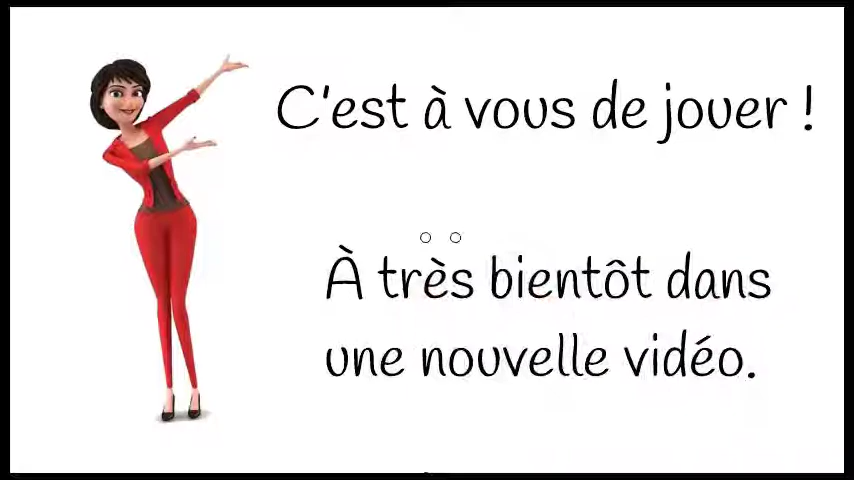 C'est à vous de jouer !
À très bientôt dans
une nouvelle vidéo.